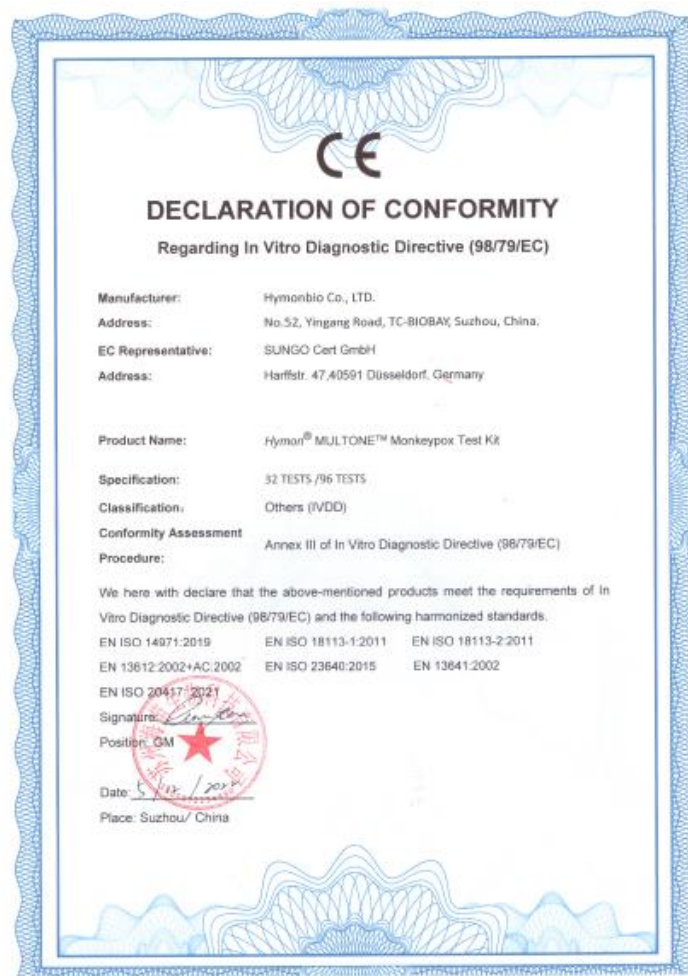 CE
DECLARATION OF CONFORMITY
Regarding In Vitro Diagnostic Directive (98/79/EC)
Manufacturer: Hymonbio Co., LTD.
Address: No.52, Yingang Road, TC-BIOBAY, Suzhou, China.
EC Representative: SUNGO Cert GmbH
Address: Harffstr. 47,40591 Düsseldorf, Germany
Product Name: Hymon® MULTONE™ Monkeypox Test Kit
Specification: 32 TESTS /96 TESTS
Classification: Others (IVDD)
Conformity Assessment
Procedure: Annex III of In Vitro Diagnostic Directive (98/79/EC)
We here with declare that the above-mentioned products meet the requirements of In
Vitro Diagnostic Directive (98/79/EC) and the following harmonized standards.
EN ISO 14971:2019 EN ISO 18113-1:2011 EN ISO 18113-2:2011
EN 13612:2002+AC:2002 EN ISO 23640:2015 EN 13641:2002
EN ISO 20417: 2021
Signature:
Position: GM
Date: 5
Place: Suzhou/ China